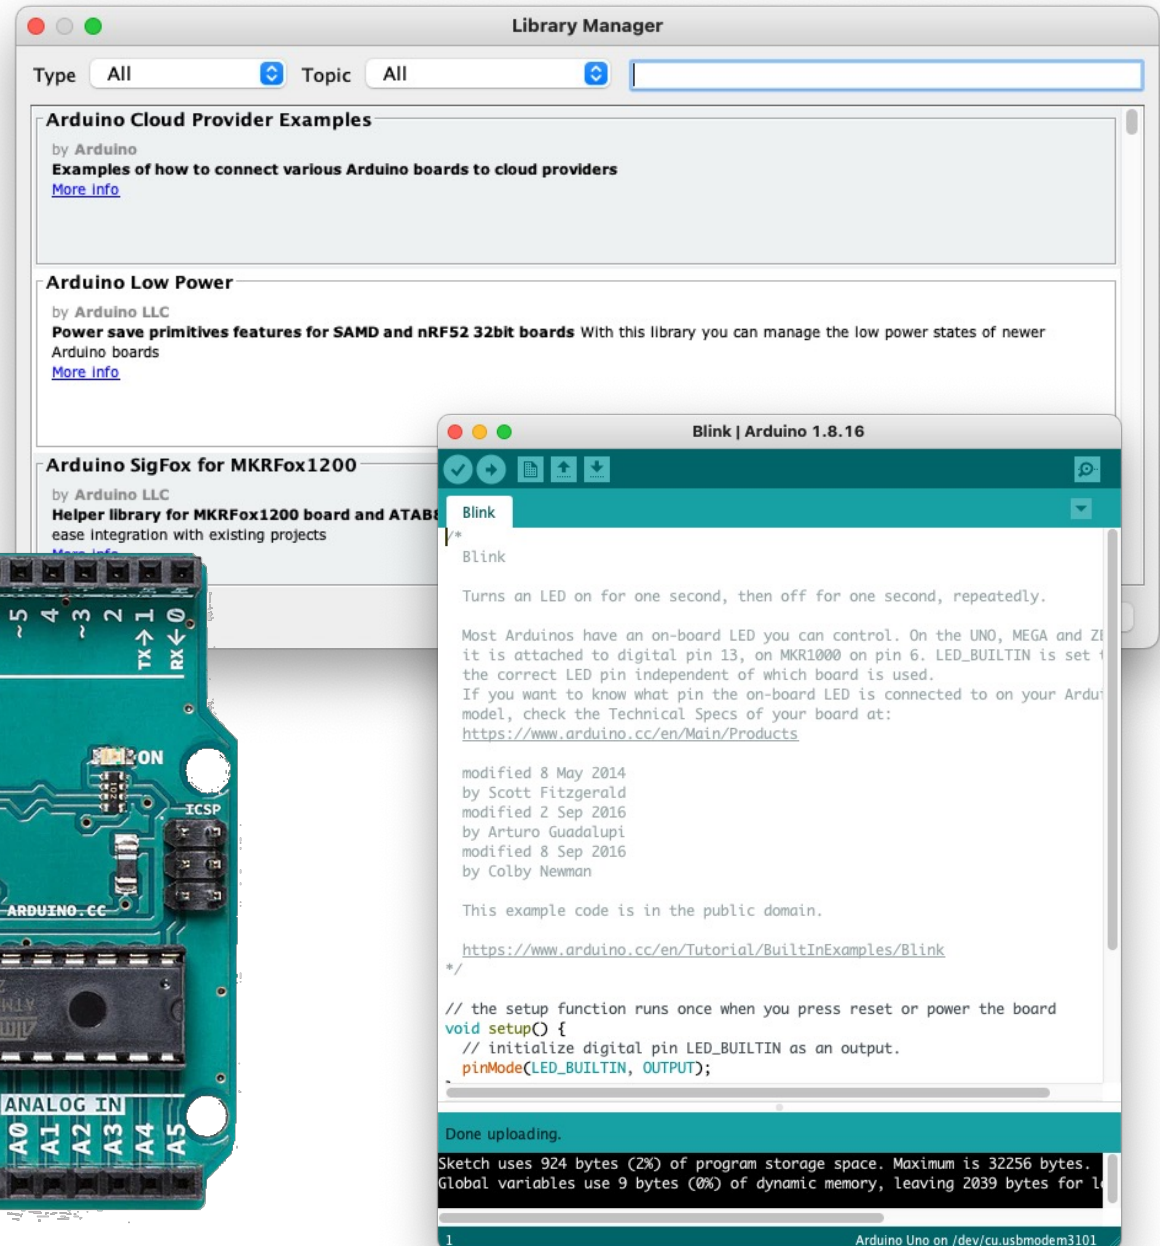 Library Manager
Type All Topic All
Arduino Cloud Provider Examples
by Arduino
Examples of how to connect various Arduino boards to cloud providers
More info
Arduino Low Power
by Arduino LLC
Power save primitives features for SAMD and nRF52 32bit boards With this library you can manage the low power states of newer
Arduino boards
More info
Arduino SigFox for MKRFox1200
by Arduino LLC
Helper library for MKRFox1200 board and ATAB8
ease integration with existing projects
More info
Blink | Arduino 1.8.16
Blink
/*
Blink
Turns an LED on for one second, then off for one second, repeatedly.
Most Arduinos have an on-board LED you can control. On the UNO, MEGA and ZE
it is attached to digital pin 13, on MKR1000 on pin 6. LED_BUILTIN is set t
the correct LED pin independent of which board is used.
If you want to know what pin the on-board LED is connected to on your Ardui
model, check the Technical Specs of your board at:
https://www.arduino.cc/en/Main/Products
modified 8 May 2014
by Scott Fitzgerald
modified 2 Sep 2016
by Arturo Guadalupi
modified 8 Sep 2016
by Colby Newman
This example code is in the public domain.
https://www.arduino.cc/en/Tutorial/BuiltInExamples/Blink
*/
// the setup function runs once when you press reset or power the board
void setup() {
// initialize digital pin LED_BUILTIN as an output.
pinMode(LED_BUILTIN, OUTPUT);
Done uploading.
Sketch uses 924 bytes (2%) of program storage space. Maximum is 32256 bytes.
Global variables use 9 bytes (0%) of dynamic memory, leaving 2039 bytes for l
1 Arduino Uno on /dev/cu.usbmodem3101
~5 4 ~3 2 TX→1 RX←0
ON
ICSP
ARDUINO.CC
ANALOG IN
A0 A1 A2 A3 A4 A5